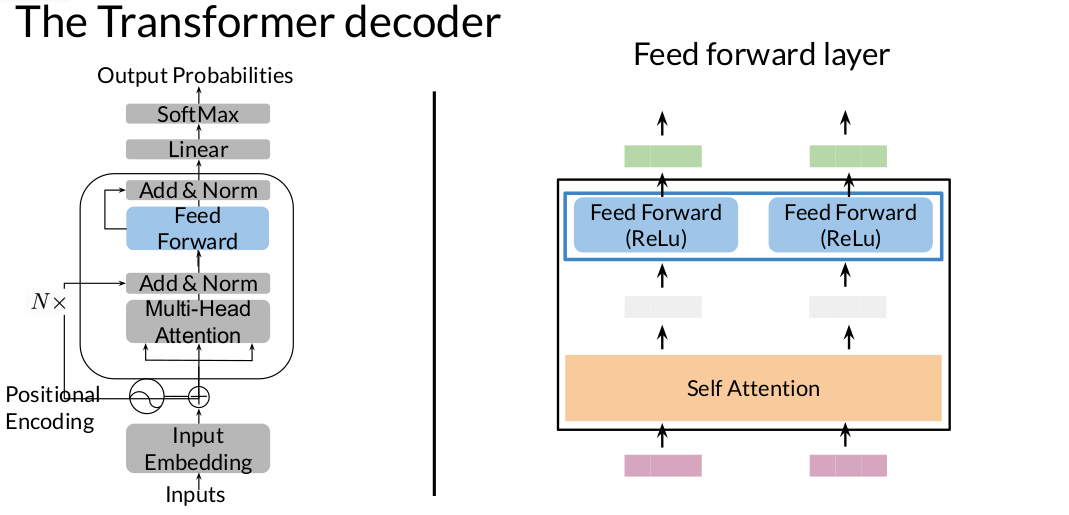 The Transformer decoder
Output Probabilities
SoftMax
Linear
Add & Norm
Feed
Forward
Add & Norm
Multi-Head
Attention
N×
Positional
Encoding
Input
Embedding
Inputs
Feed forward layer
Feed Forward
(ReLu)
Feed Forward
(ReLu)
Self Attention